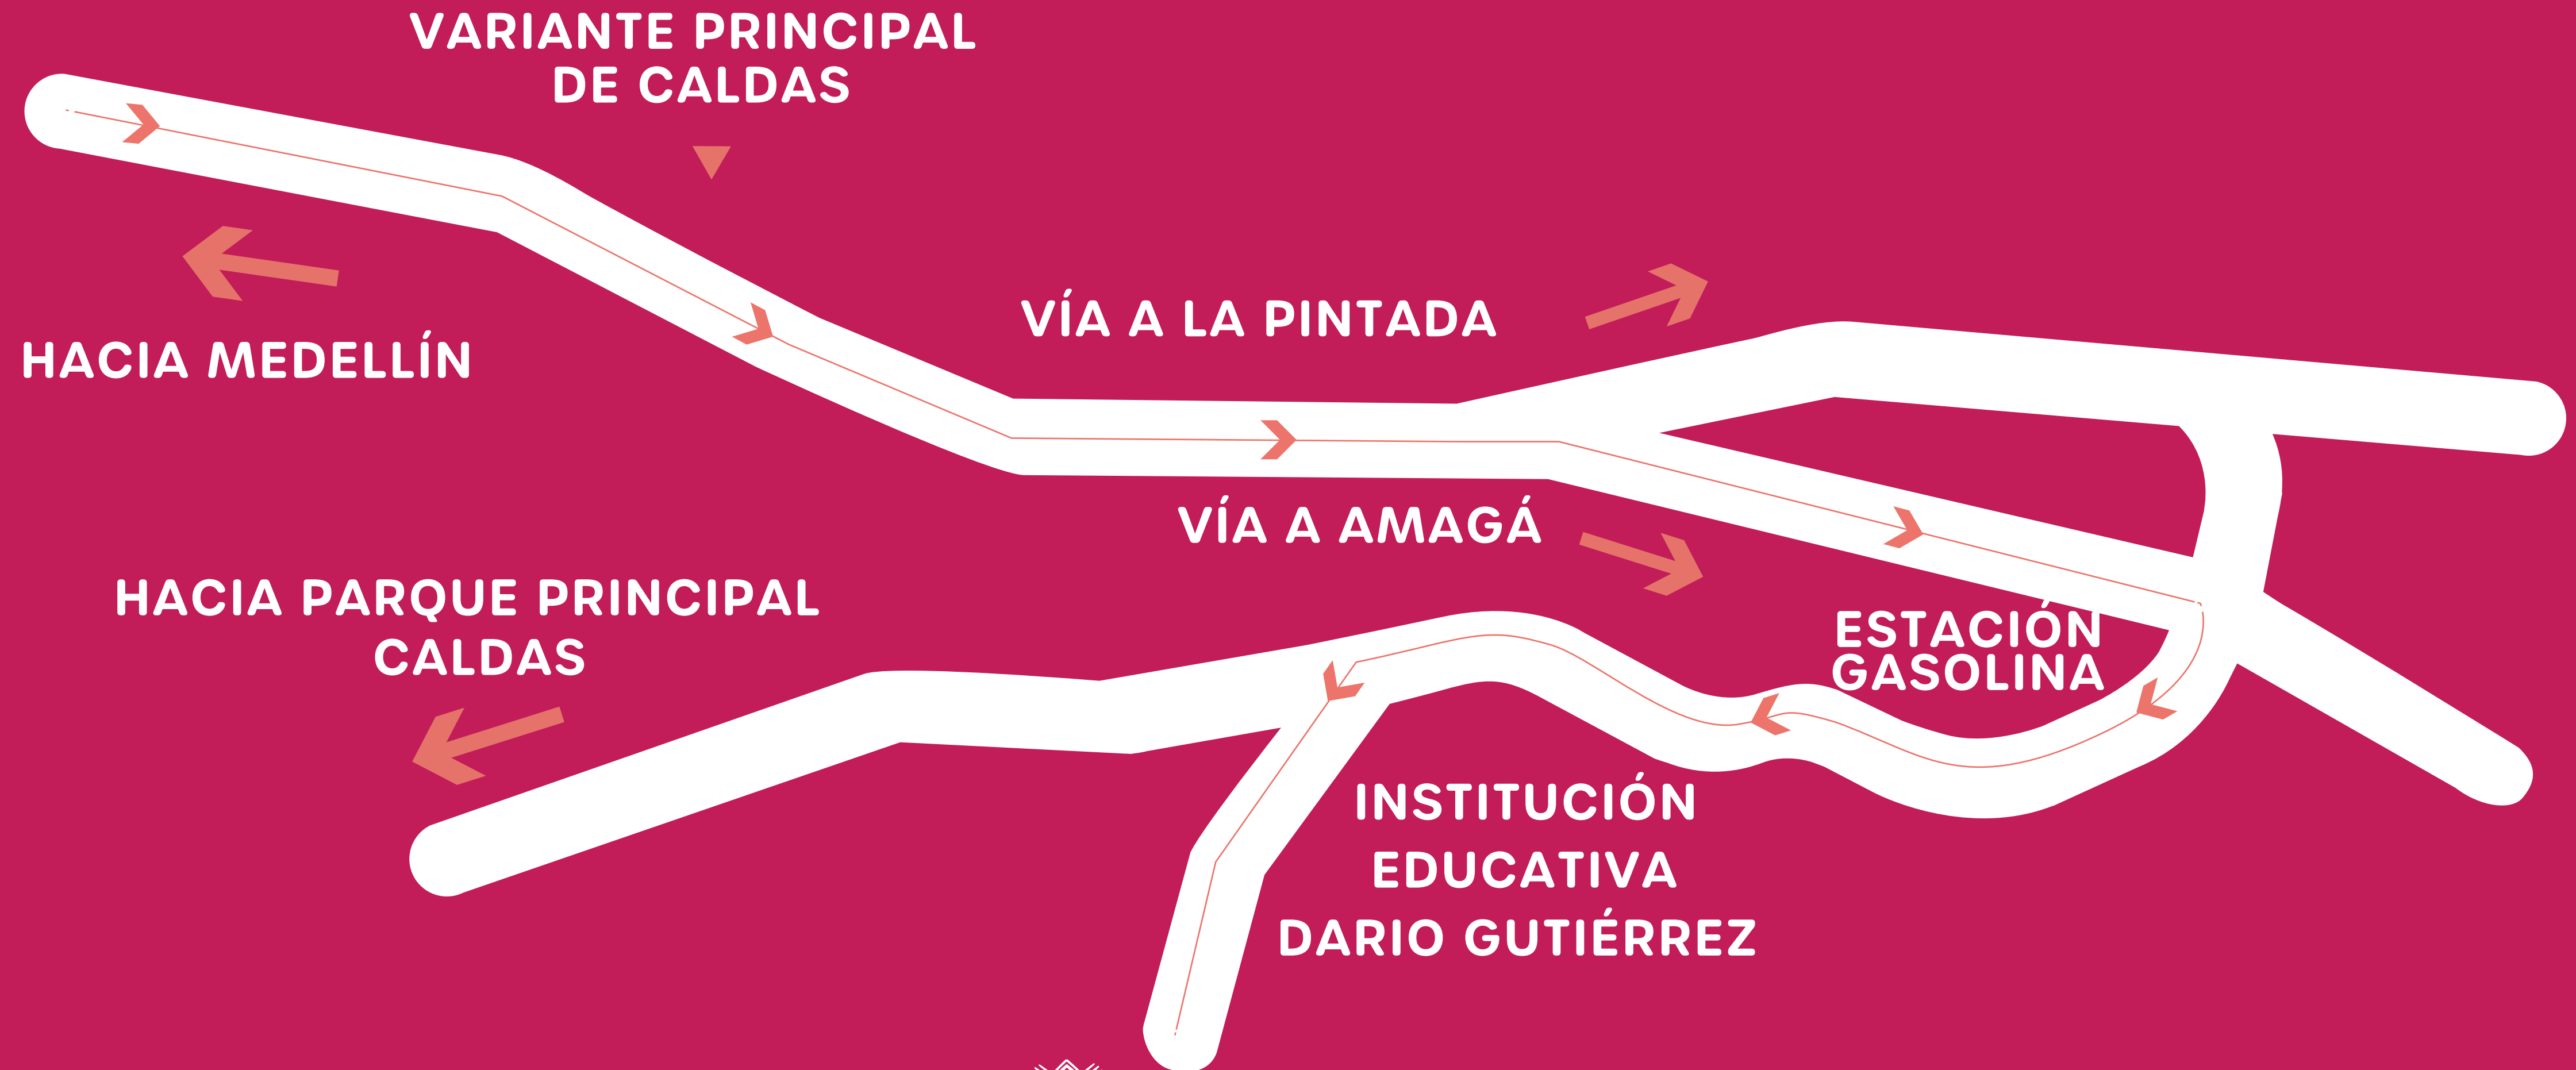 VARIANTE PRINCIPAL
DE CALDAS
HACIA MEDELLÍN
VÍA A LA PINTADA
VÍA A AMAGÁ
HACIA PARQUE PRINCIPAL
CALDAS
ESTACIÓN
GASOLINA
INSTITUCIÓN
EDUCATIVA
DARIO GUTIÉRREZ